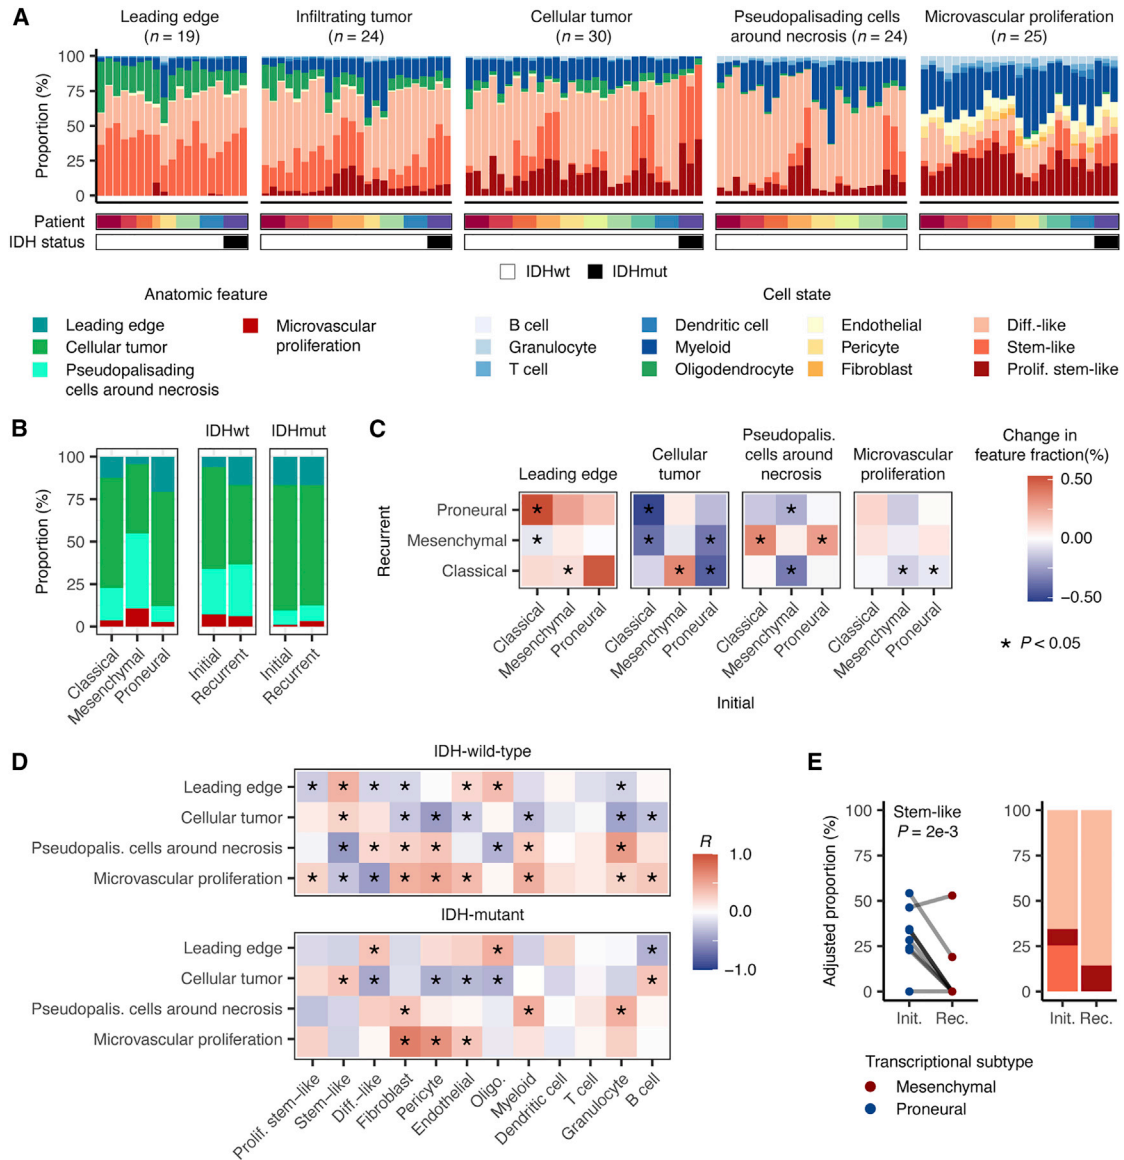 A
Leading edge
(n = 19)
Infiltrating tumor
(n = 24)
Cellular tumor
(n = 30)
Pseudopalisading cells
around necrosis (n = 24)
Microvascular proliferation
(n = 25)
Proportion (%)
100
75
50
25
0
Patient
IDH status
IDHwt
IDHmut
Anatomic feature
Leading edge
Cellular tumor
Pseudopalisading
cells around necrosis
Microvascular
proliferation
Cell state
B cell
Granulocyte
T cell
Dendritic cell
Myeloid
Oligodendrocyte
Endothelial
Pericyte
Fibroblast
Diff.-like
Stem-like
Prolif. stem-like
B
IDHwt
IDHmut
Proportion (%)
100
75
50
25
0
Classical
Mesenchymal
Proneural
Initial
Recurrent
Initial
Recurrent
C
Leading edge
Cellular
tumor
Pseudopalis.
cells around
necrosis
Microvascular
proliferation
Recurrent
Proneural
Mesenchymal
Classical
* * * * * * * * * * * * * *
Classical
Mesenchymal
Proneural
Classical
Mesenchymal
Proneural
Classical
Mesenchymal
Proneural
Classical
Mesenchymal
Proneural
Initial
Change in
feature fraction(%)
0.50
0.00
−0.50
* P < 0.05
D
IDH-wild-type
Leading edge * * * * * * *
Cellular tumor * * * * * * *
Pseudopalis. cells around necrosis * * * * * * *
Microvascular proliferation * * * * * * * * *
IDH-mutant
Leading edge * * *
Cellular tumor * * * * * *
Pseudopalis. cells around necrosis * * *
Microvascular proliferation * * *
Prolif. stem–like
Stem–like
Diff.–like
Fibroblast
Pericyte
Endothelial
Oligo.
Myeloid
Dendritic cell
T cell
Granulocyte
B cell
R
1.0
0.0
−1.0
E
Adjusted proportion (%)
100
75
50
25
0
Stem-like
P = 2e-3
Init. Rec.
100
75
50
25
0
Init. Rec.
Transcriptional subtype
Mesenchymal
Proneural